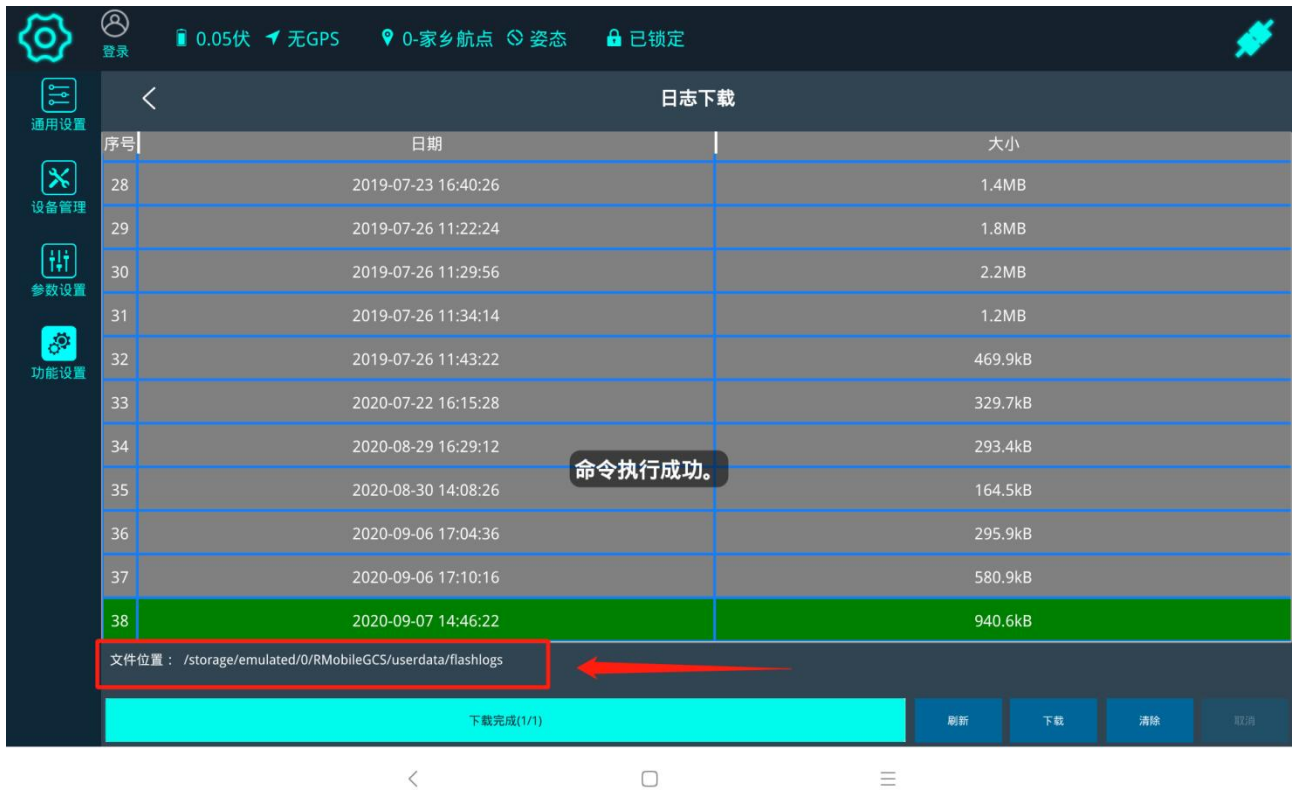 登录
0.05伏 无GPS 0-家乡航点 姿态 已锁定
通用设置
设备管理
参数设置
功能设置
日志下载
序号 日期 大小
28 2019-07-23 16:40:26 1.4MB
29 2019-07-26 11:22:24 1.8MB
30 2019-07-26 11:29:56 2.2MB
31 2019-07-26 11:34:14 1.2MB
32 2019-07-26 11:43:22 469.9kB
33 2020-07-22 16:15:28 329.7kB
34 2020-08-29 16:29:12 293.4kB
命令执行成功。
35 2020-08-30 14:08:26 164.5kB
36 2020-09-06 17:04:36 295.9kB
37 2020-09-06 17:10:16 580.9kB
38 2020-09-07 14:46:22 940.6kB
文件位置： /storage/emulated/0/RMobileGCS/userdata/flashlogs
下载完成(1/1) 刷新 下载 清除 取消